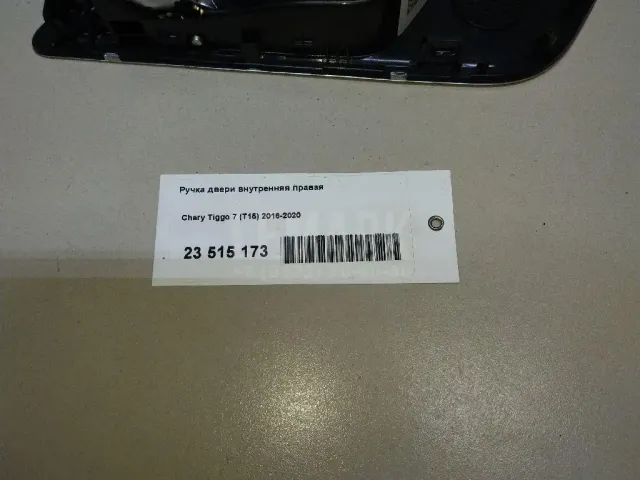 Ручка двери внутренняя правая
Chery Tiggo 7 (T15) 2016-2020
23 515 173